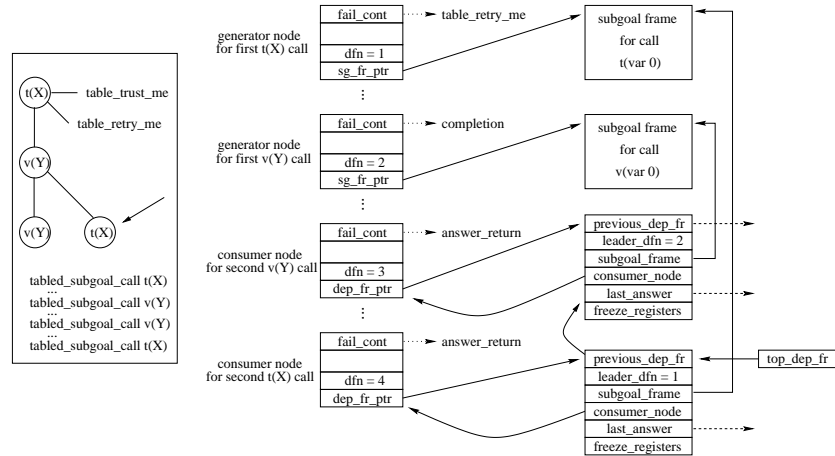 t(X)
table_trust_me
table_retry_me
v(Y)
v(Y)
t(X)
tabled_subgoal_call t(X)
...
tabled_subgoal_call v(Y)
...
tabled_subgoal_call v(Y)
...
tabled_subgoal_call t(X)
generator node
for first t(X) call
fail_cont
dfn = 1
sg_fr_ptr
table_retry_me
subgoal frame
for call
t(var 0)
...
generator node
for first v(Y) call
fail_cont
dfn = 2
sg_fr_ptr
completion
subgoal frame
for call
v(var 0)
...
consumer node
for second v(Y) call
fail_cont
dfn = 3
dep_fr_ptr
answer_return
previous_dep_fr
leader_dfn = 2
subgoal_frame
consumer_node
last_answer
freeze_registers
...
consumer node
for second t(X) call
fail_cont
dfn = 4
dep_fr_ptr
answer_return
previous_dep_fr
leader_dfn = 1
subgoal_frame
consumer_node
last_answer
freeze_registers
top_dep_fr